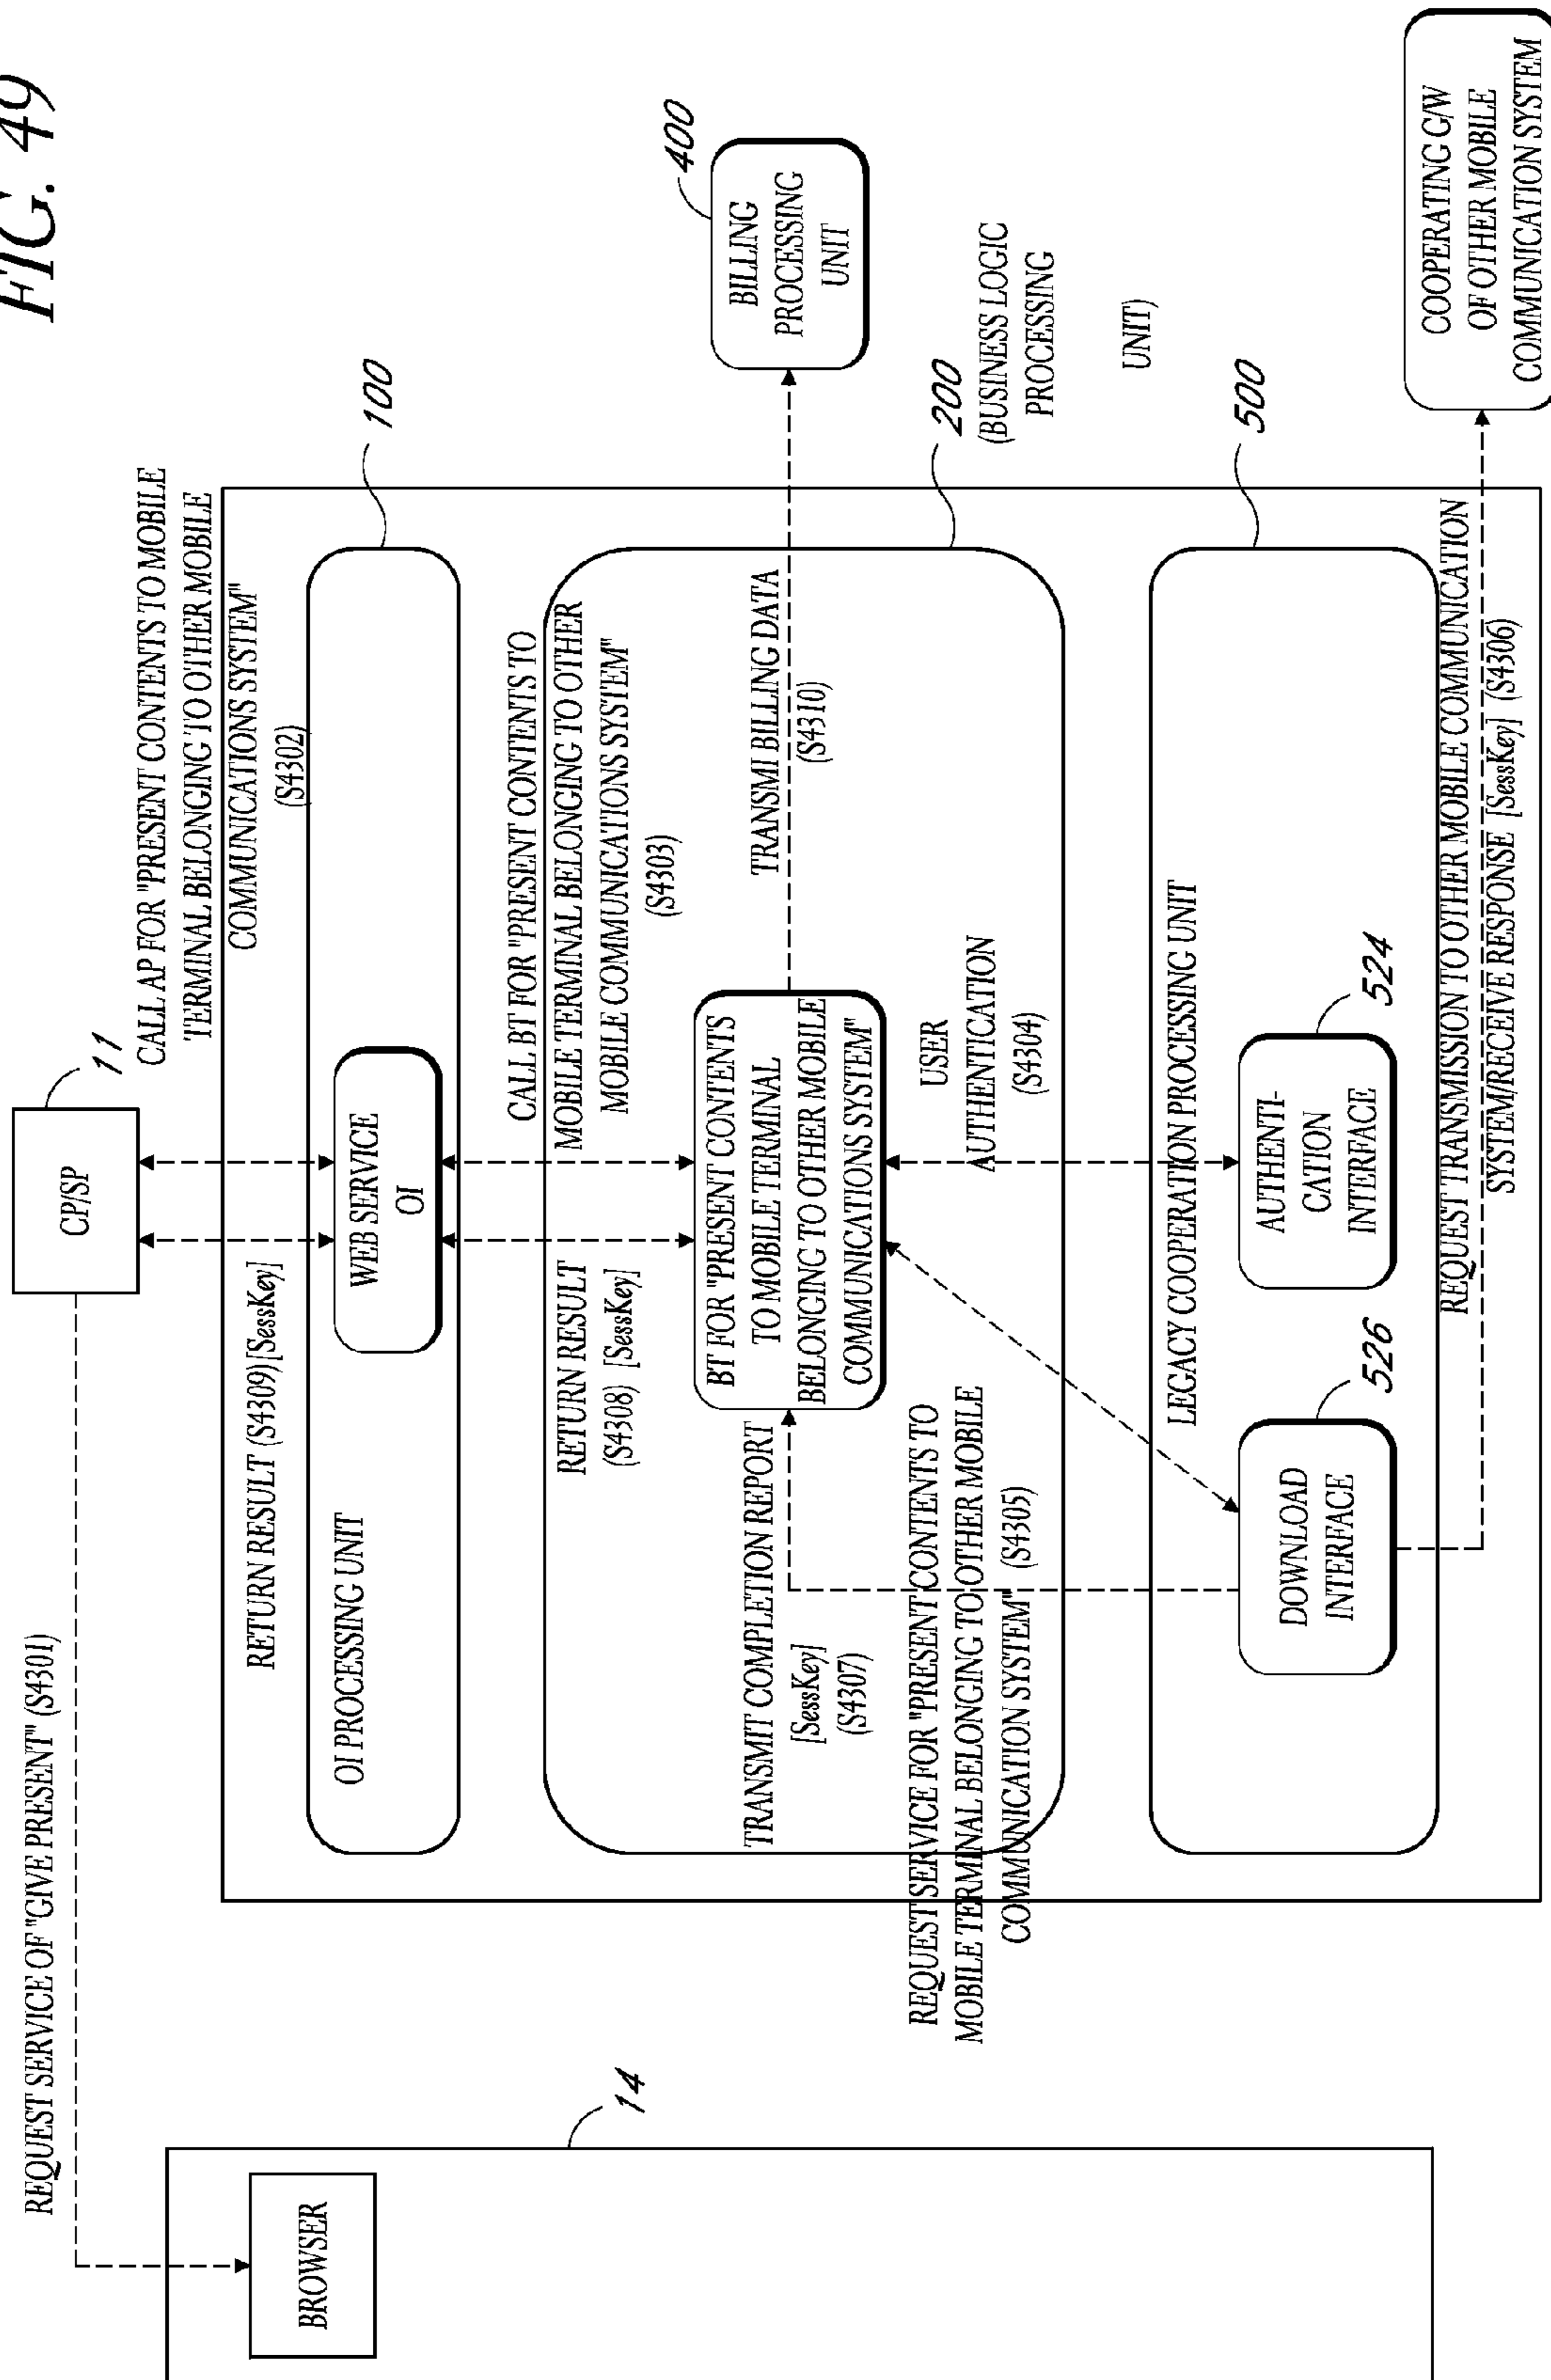 FIG. 49
REQUEST SERVICE OF "GIVE PRESENT" (S4301)
CP/SP
11
CALL AP FOR "PRESENT CONTENTS TO MOBILE
TERMINAL BELONGING TO OTHER MOBILE
COMMUNICATIONS SYSTEM"
(S4302)
RETURN RESULT (S4309)[SessKey]
BROWSER
14
OI PROCESSING UNIT
WEB SERVICE
OI
100
RETURN RESULT
(S4308) [SessKey]
CALL BT FOR "PRESENT CONTENTS TO
MOBILE TERMINAL BELONGING TO OTHER
MOBILE COMMUNICATIONS SYSTEM"
(S4303)
TRANSMIT COMPLETION REPORT
[SessKey]
(S4307)
BT FOR "PRESENT CONTENTS
TO MOBILE TERMINAL
BELONGING TO OTHER MOBILE
COMMUNICATIONS SYSTEM"
TRANSMI BILLING DATA
(S4310)
BILLING
PROCESSING
UNIT
400
200
(BUSINESS LOGIC
PROCESSING
UNIT)
REQUEST SERVICE FOR "PRESENT CONTENTS TO
MOBILE TERMINAL BELONGING TO OTHER MOBILE
COMMUNICATION SYSTEM" (S4305)
USER
AUTHENTICATION
(S4304)
LEGACY COOPERATION PROCESSING UNIT
500
DOWNLOAD
INTERFACE
526
AUTHENTI-
CATION
INTERFACE
524
REQUEST TRANSMISSION TO OTHER MOBILE COMMUNICATION
SYSTEM/RECEIVE RESPONSE [SessKey] (S4306)
COOPERATING G/W
OF OTHER MOBILE
COMMUNICATION SYSTEM